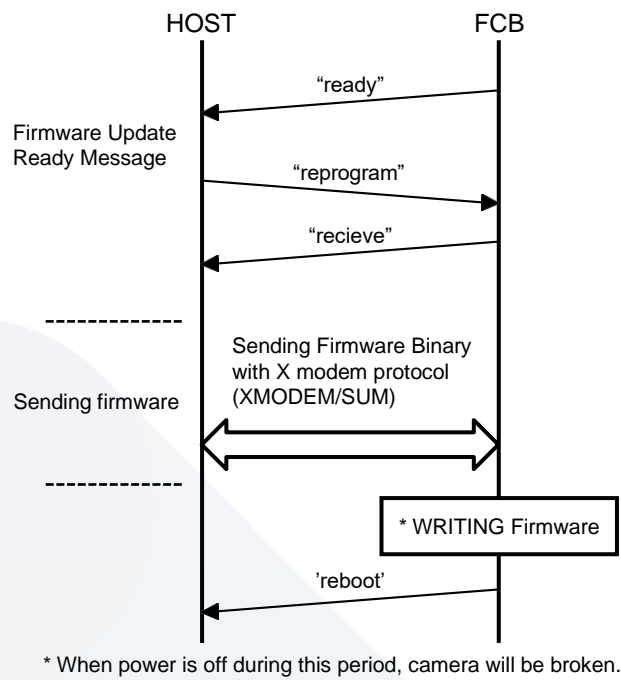 HOST
FCB
“ready”
Firmware Update
Ready Message
“reprogram”
“recieve”
---------------
Sending Firmware Binary
with X modem protocol
(XMODEM/SUM)
Sending firmware
---------------
* WRITING Firmware
’reboot’
* When power is off during this period, camera will be broken.